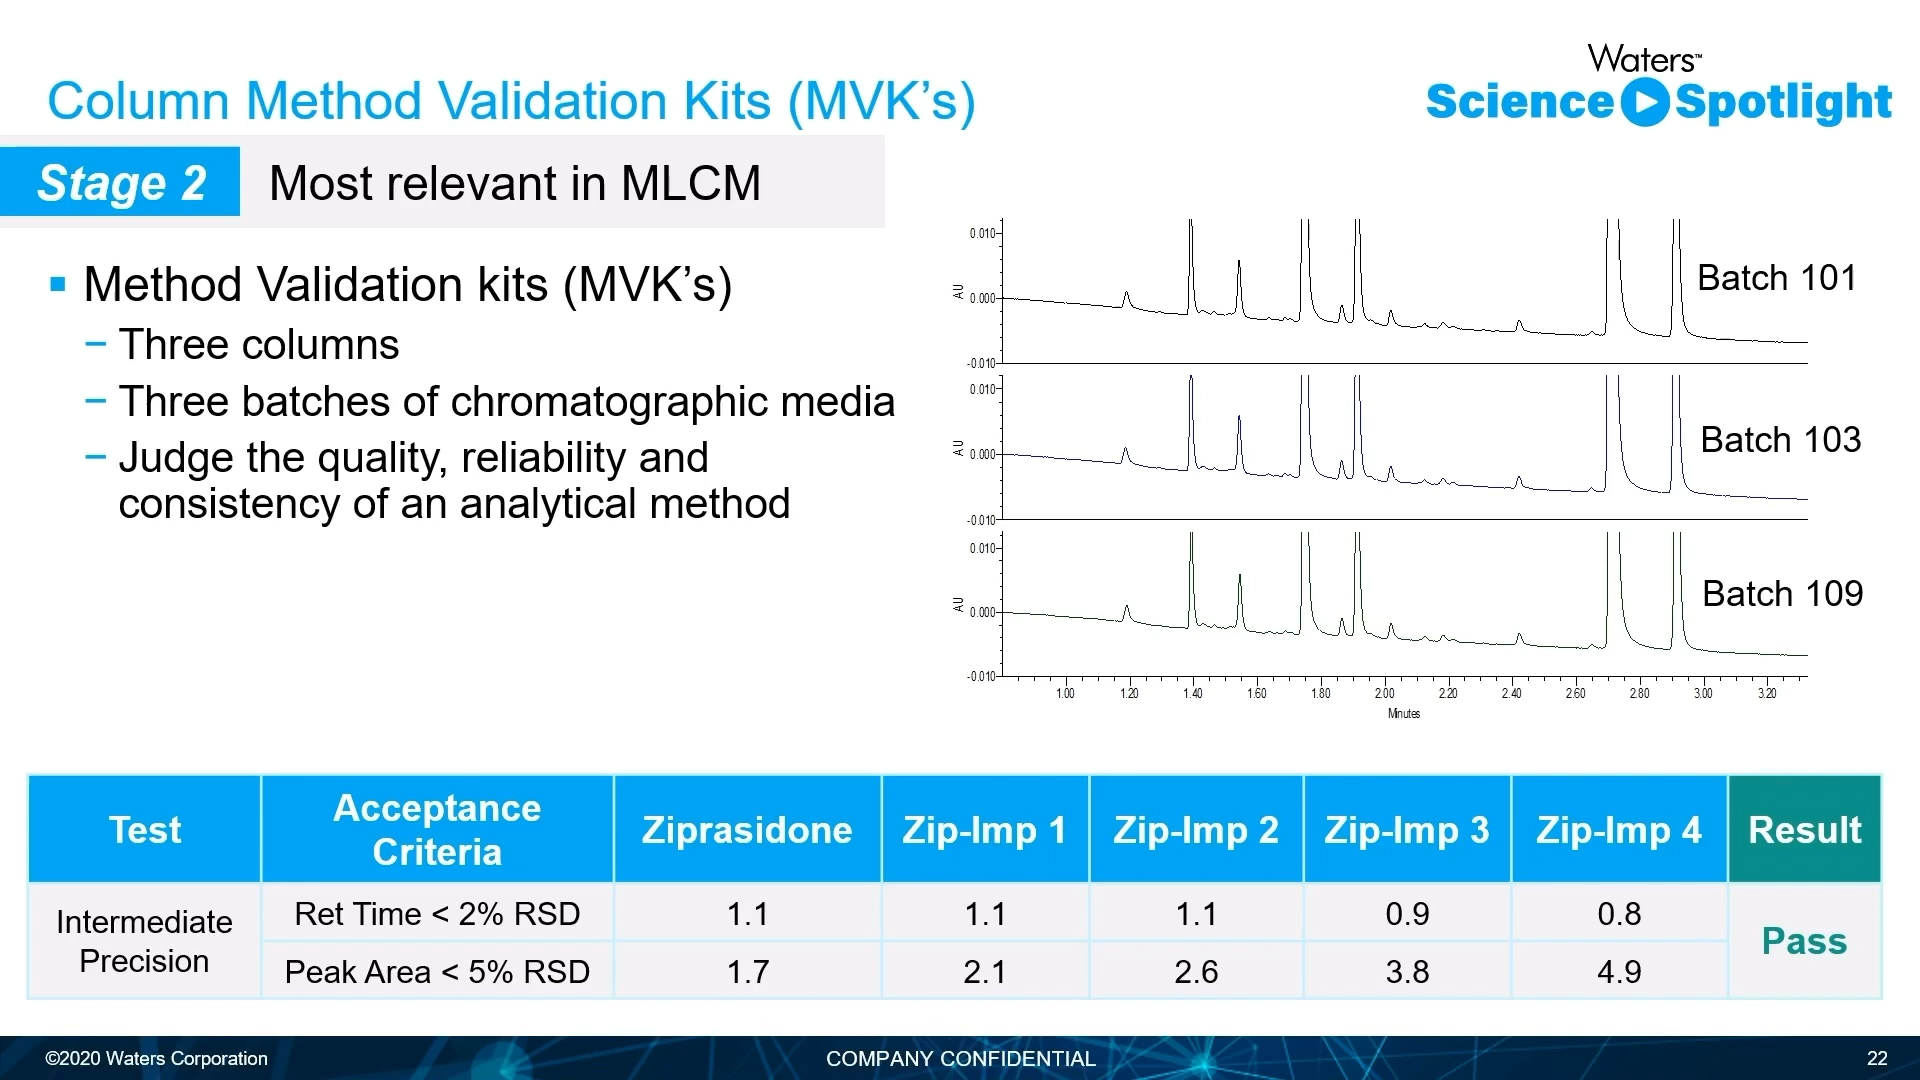 Column Method Validation Kits (MVK’s)
Waters™
Science Spotlight
Stage 2
Most relevant in MLCM
▪ Method Validation kits (MVK’s)
− Three columns
− Three batches of chromatographic media
− Judge the quality, reliability and
consistency of an analytical method
0.010
AU
0.000
-0.010
Batch 101
0.010
AU
0.000
-0.010
Batch 103
0.010
AU
0.000
-0.010
Batch 109
1.00 1.20 1.40 1.60 1.80 2.00 2.20 2.40 2.60 2.80 3.00 3.20
Minutes
Test Acceptance Criteria Ziprasidone Zip-Imp 1 Zip-Imp 2 Zip-Imp 3 Zip-Imp 4 Result
Intermediate Precision
Ret Time < 2% RSD 1.1 1.1 1.1 0.9 0.8
Peak Area < 5% RSD 1.7 2.1 2.6 3.8 4.9
Pass
©2020 Waters Corporation
COMPANY CONFIDENTIAL
22